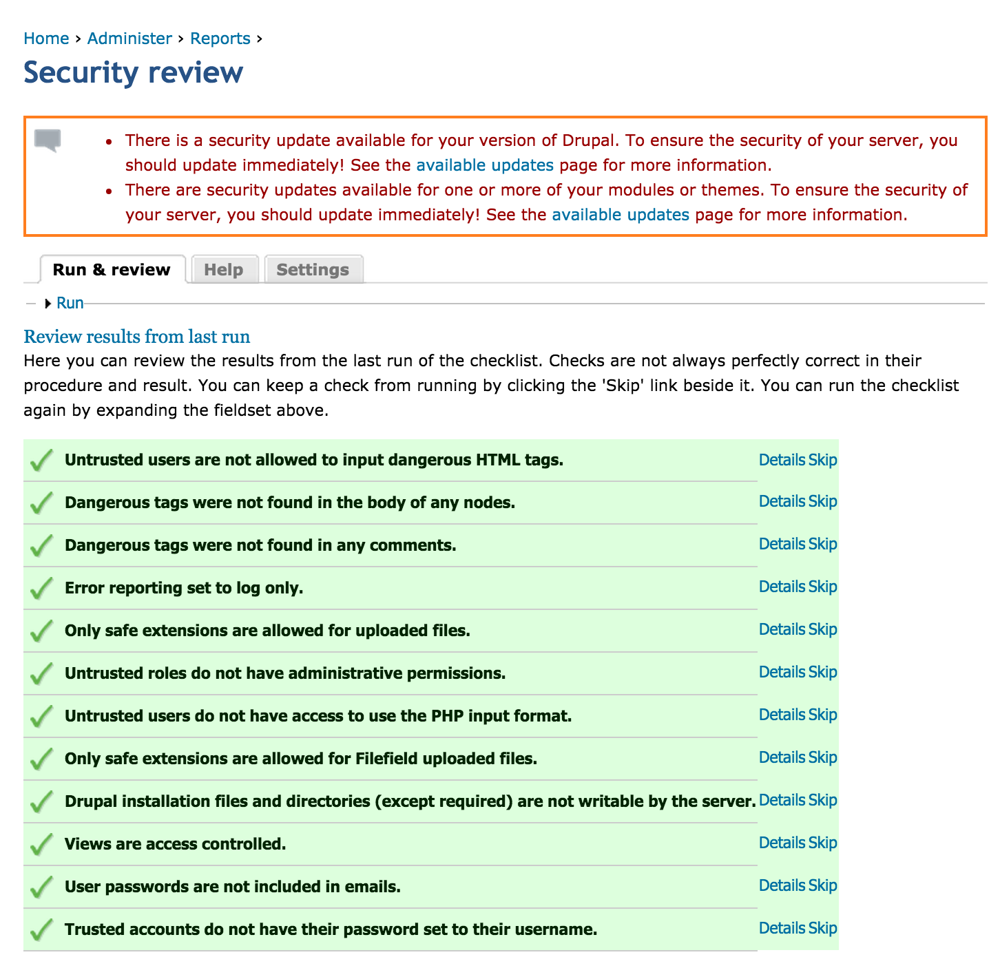 Home › Administer › Reports ›
Security review
• There is a security update available for your version of Drupal. To ensure the security of your server, you
should update immediately! See the available updates page for more information.
• There are security updates available for one or more of your modules or themes. To ensure the security of
your server, you should update immediately! See the available updates page for more information.
Run & review Help Settings
Run
Review results from last run
Here you can review the results from the last run of the checklist. Checks are not always perfectly correct in their
procedure and result. You can keep a check from running by clicking the 'Skip' link beside it. You can run the checklist
again by expanding the fieldset above.
Untrusted users are not allowed to input dangerous HTML tags. Details Skip
Dangerous tags were not found in the body of any nodes. Details Skip
Dangerous tags were not found in any comments. Details Skip
Error reporting set to log only. Details Skip
Only safe extensions are allowed for uploaded files. Details Skip
Untrusted roles do not have administrative permissions. Details Skip
Untrusted users do not have access to use the PHP input format. Details Skip
Only safe extensions are allowed for Filefield uploaded files. Details Skip
Drupal installation files and directories (except required) are not writable by the server. Details Skip
Views are access controlled. Details Skip
User passwords are not included in emails. Details Skip
Trusted accounts do not have their password set to their username. Details Skip